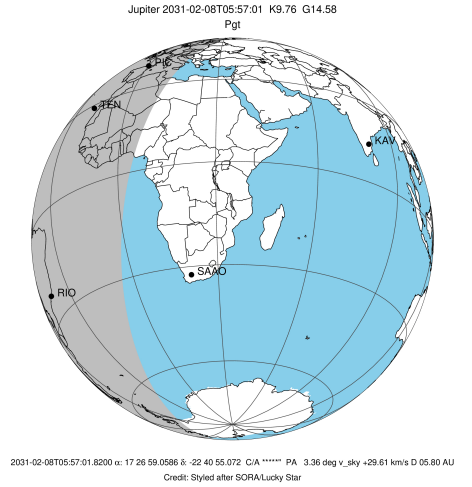 Jupiter 2031-02-08T05:57:01 K9.76 G14.58
Pgt
PIC
TEN
KAV
SAAO
RIO
2031-02-08T05:57:01.8200 α: 17 26 59.0586 δ: -22 40 55.072 C/A *****" PA 3.36 deg v_sky +29.61 km/s D 05.80 AU
Credit: Styled after SORA/Lucky Star